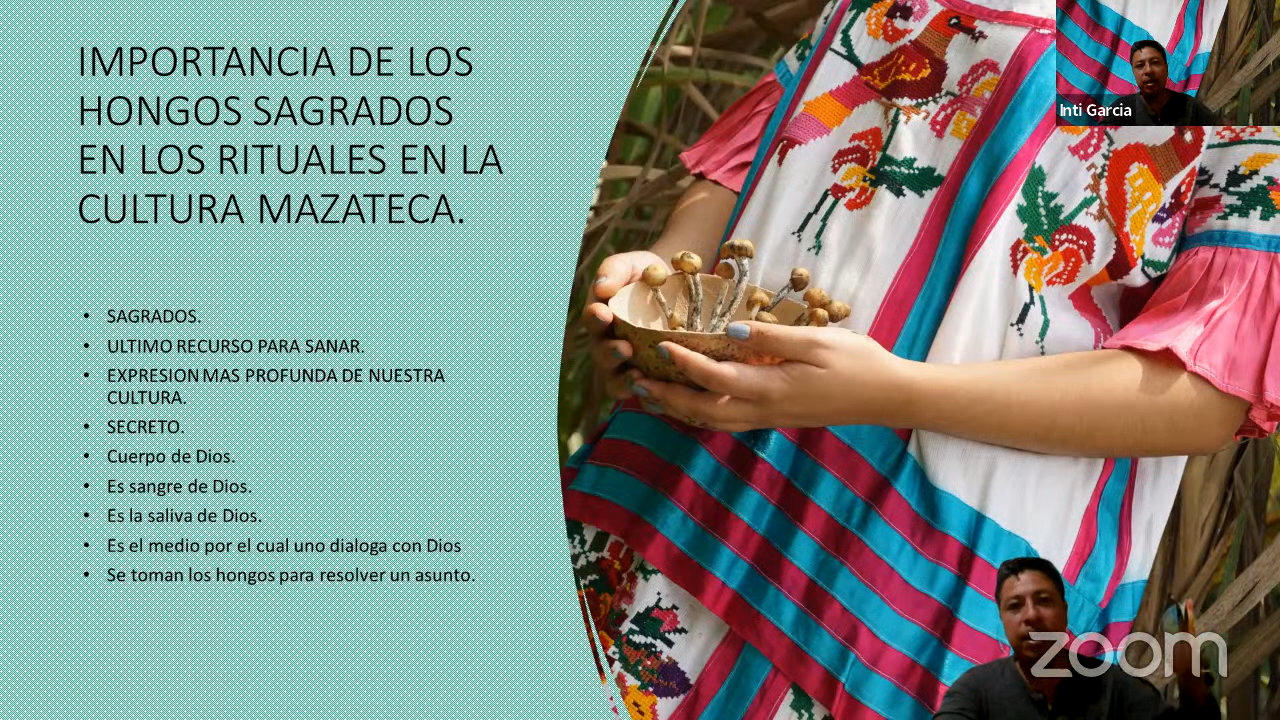 IMPORTANCIA DE LOS
HONGOS SAGRADOS
EN LOS RITUALES EN LA
CULTURA MAZATECA.
• SAGRADOS.
• ULTIMO RECURSO PARA SANAR.
• EXPRESION MAS PROFUNDA DE NUESTRA
CULTURA.
• SECRETO.
• Cuerpo de Dios.
• Es sangre de Dios.
• Es la saliva de Dios.
• Es el medio por el cual uno dialoga con Dios
• Se toman los hongos para resolver un asunto.
Inti Garcia
zoom